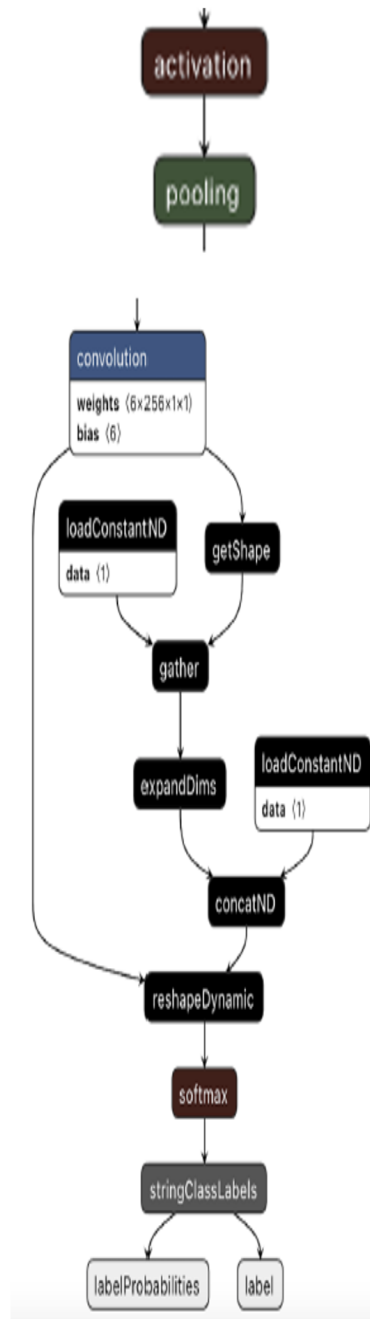 activation
pooling
convolution
weights ⟨6×256×1×1⟩
bias ⟨6⟩
loadConstantND
data ⟨1⟩
getShape
gather
expandDims
loadConstantND
data ⟨1⟩
concatND
reshapeDynamic
softmax
stringClassLabels
labelProbabilities
label